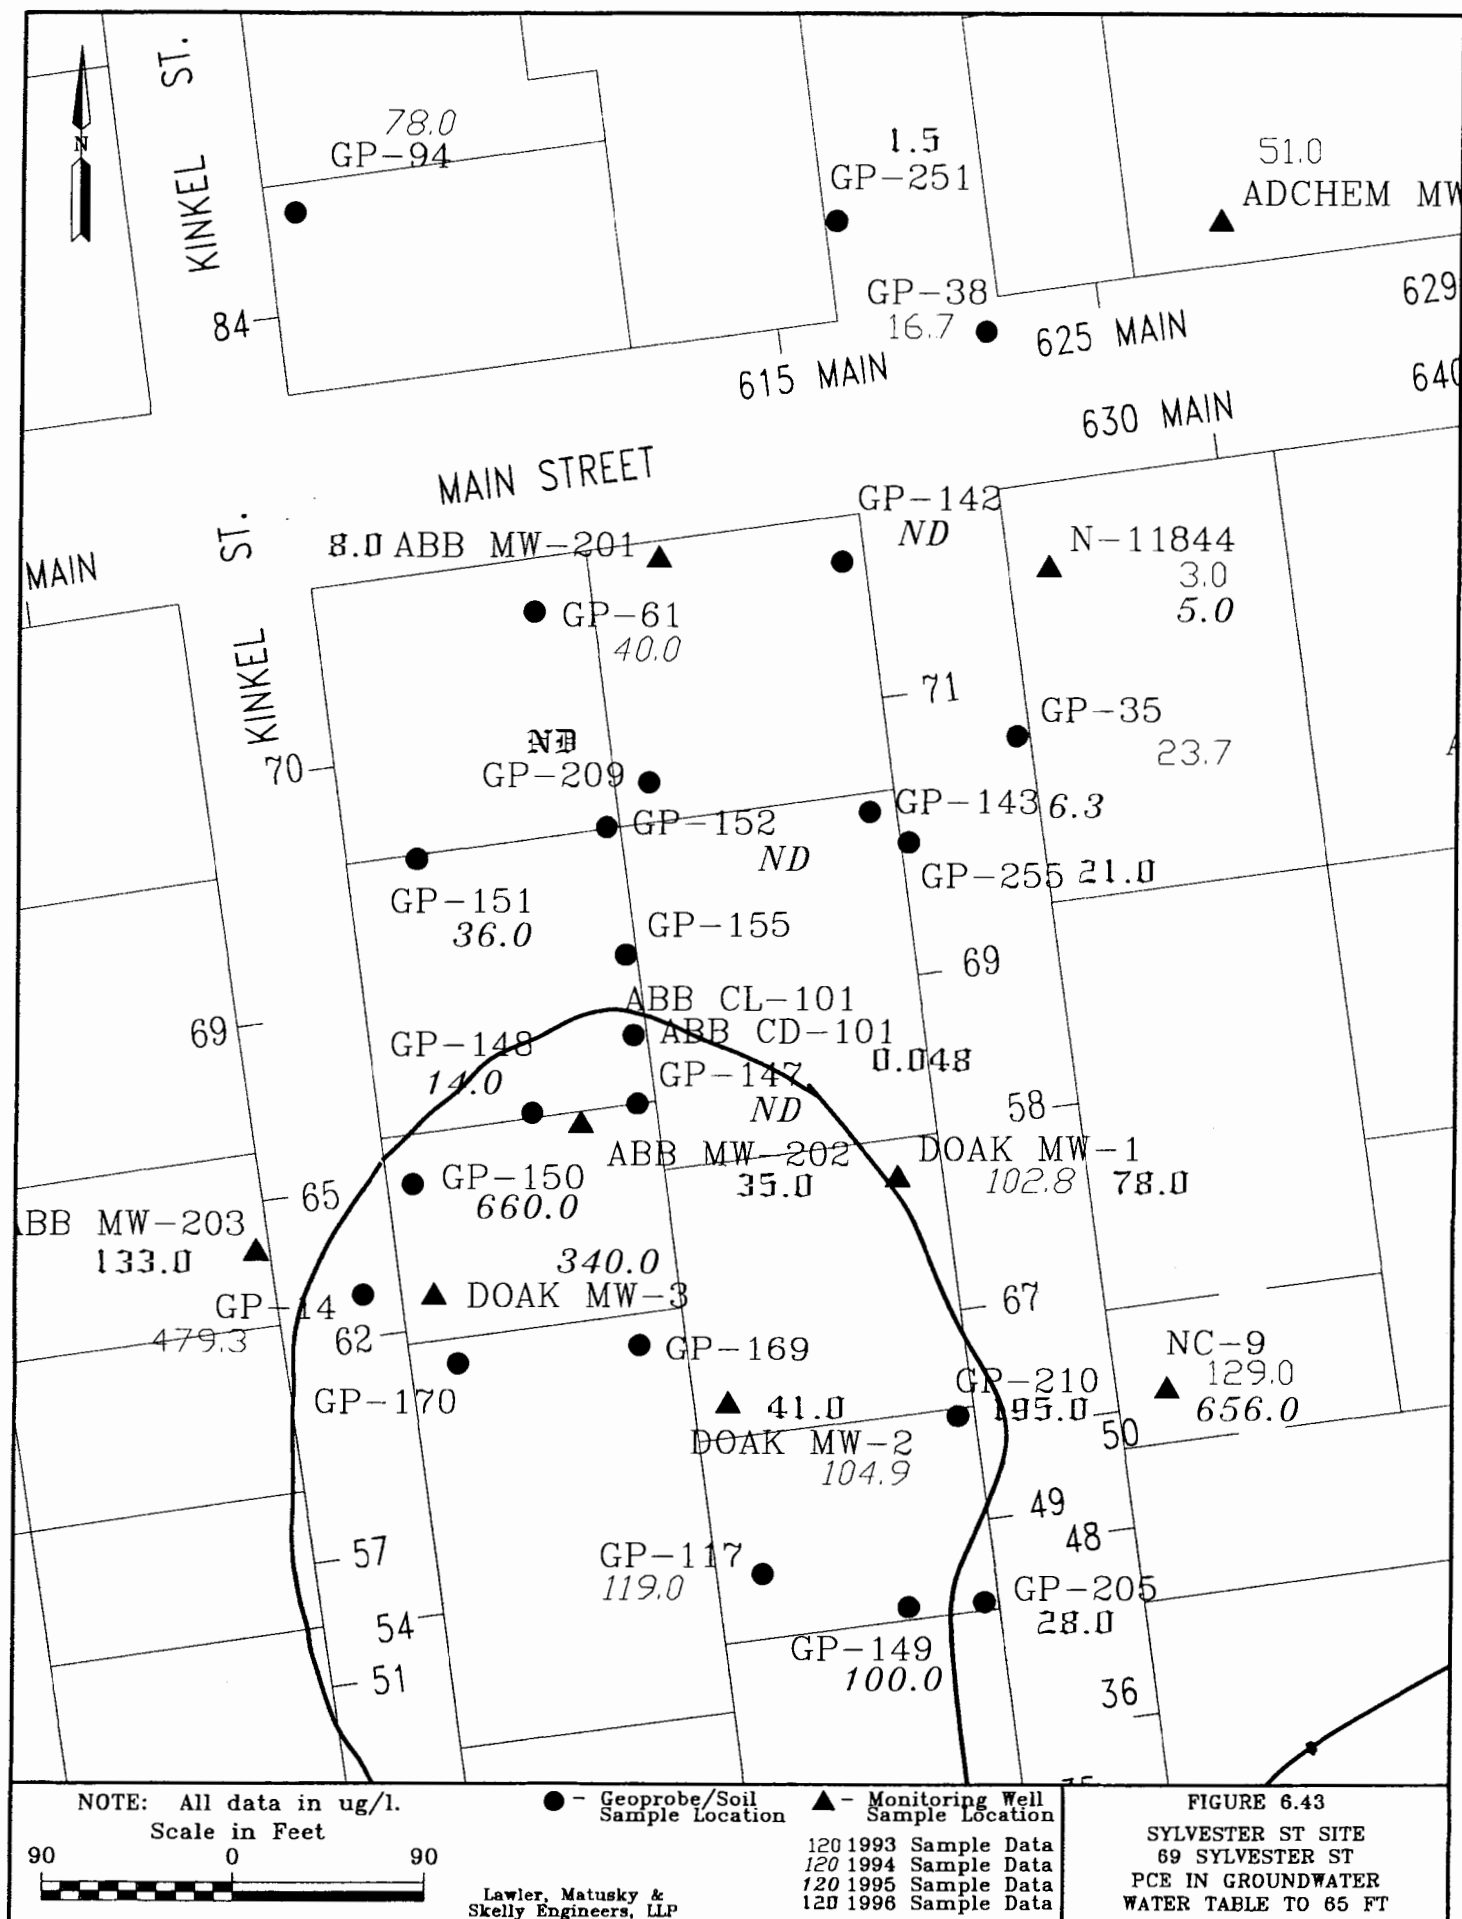 KINKEL ST.
N
78.0
GP-94
1.5
GP-251
51.0
ADCHEM MW
GP-38
16.7
84
615 MAIN
625 MAIN
629
640
630 MAIN
MAIN STREET
KINKEL ST.
MAIN
8.0 ABB MW-201
GP-142
ND
N-11844
3.0
5.0
GP-61
40.0
71
GP-35
23.7
70
ND
GP-209
GP-152
ND
GP-143 6.3
GP-255 21.0
GP-151
36.0
GP-155
69
ABB CL-101
ABB CD-101
0.048
69
GP-148
14.0
GP-147
ND
58
ABB MW-202
35.0
DOAK MW-1
102.8 78.0
GP-150
660.0
65
ABB MW-203
133.0
340.0
DOAK MW-3
GP-14
479.3
62
67
GP-169
GP-170
NC-9
129.0
656.0
GP-210
195.0
41.0
DOAK MW-2
104.9
50
49
48
57
GP-117
119.0
54
GP-205
28.0
GP-149
100.0
51
36
NOTE: All data in ug/l.
Scale in Feet
90 0 90
Lawler, Matusky &
Skelly Engineers, LLP
- Geoprobe/Soil
Sample Location
- Monitoring Well
Sample Location
120 1993 Sample Data
120 1994 Sample Data
120 1995 Sample Data
120 1996 Sample Data
FIGURE 6.43
SYLVESTER ST SITE
69 SYLVESTER ST
PCE IN GROUNDWATER
WATER TABLE TO 65 FT